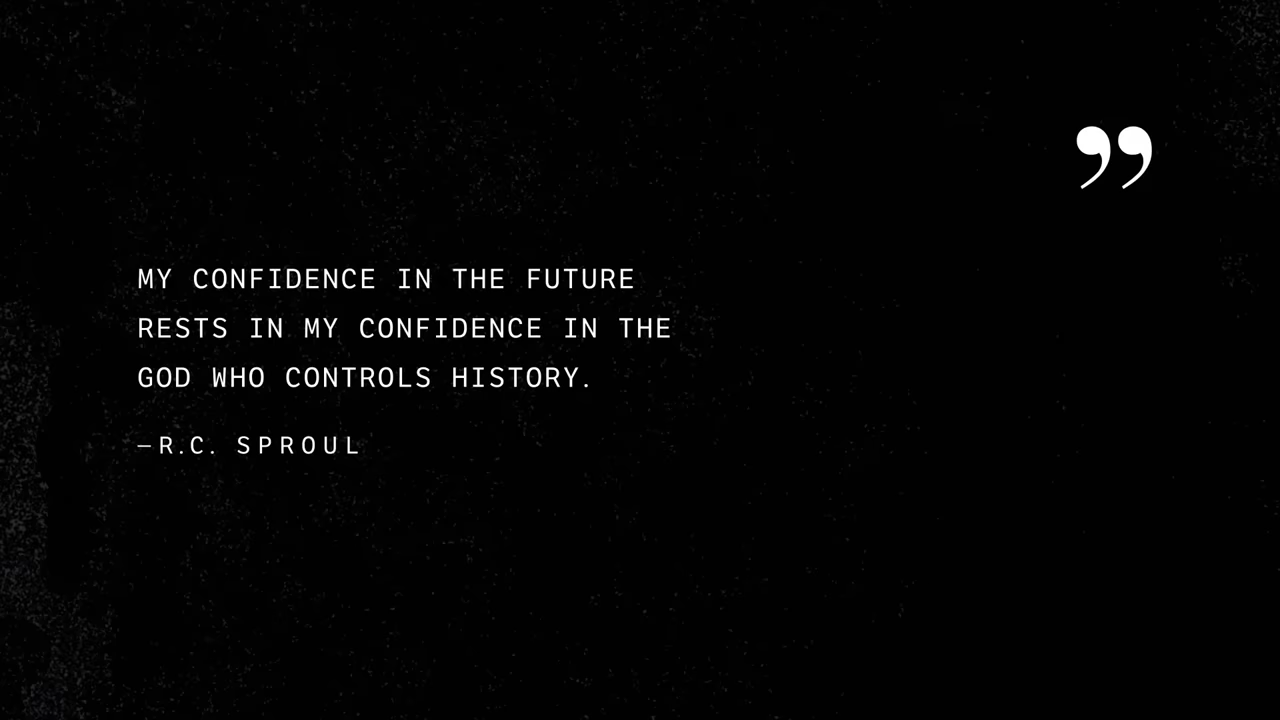 ”
MY CONFIDENCE IN THE FUTURE
RESTS IN MY CONFIDENCE IN THE
GOD WHO CONTROLS HISTORY.
—R.C. SPROUL